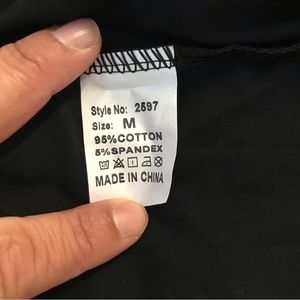 Style No: 2597
Size: M
95%COTTON
5%SPANDEX
MADE IN CHINA